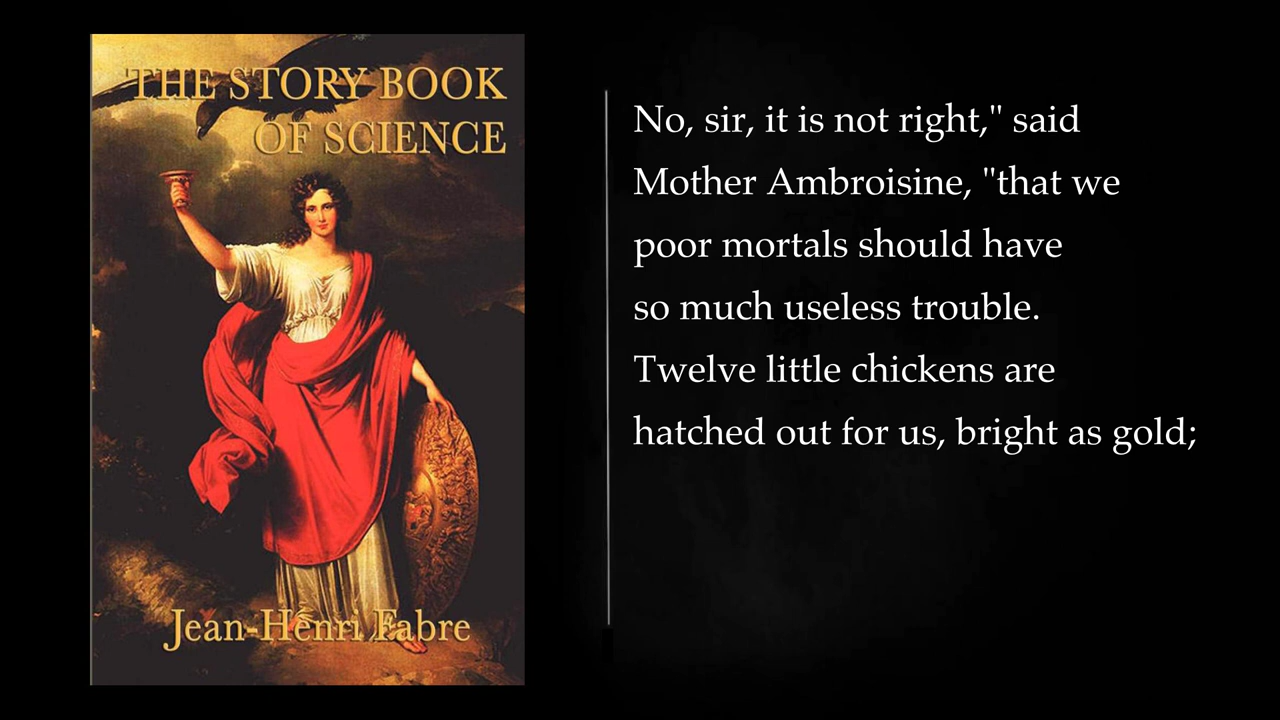 THE STORY BOOK
OF SCIENCE
Jean-Henri Fabre
No, sir, it is not right," said
Mother Ambroisine, "that we
poor mortals should have
so much useless trouble.
Twelve little chickens are
hatched out for us, bright as gold;